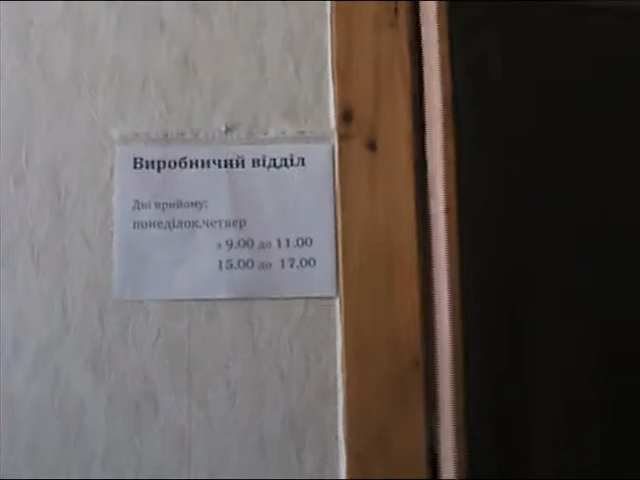 Виробничий відділ
Дні прийому:
понеділок,четвер
з 9.00 до 11.00
15.00 до 17.00